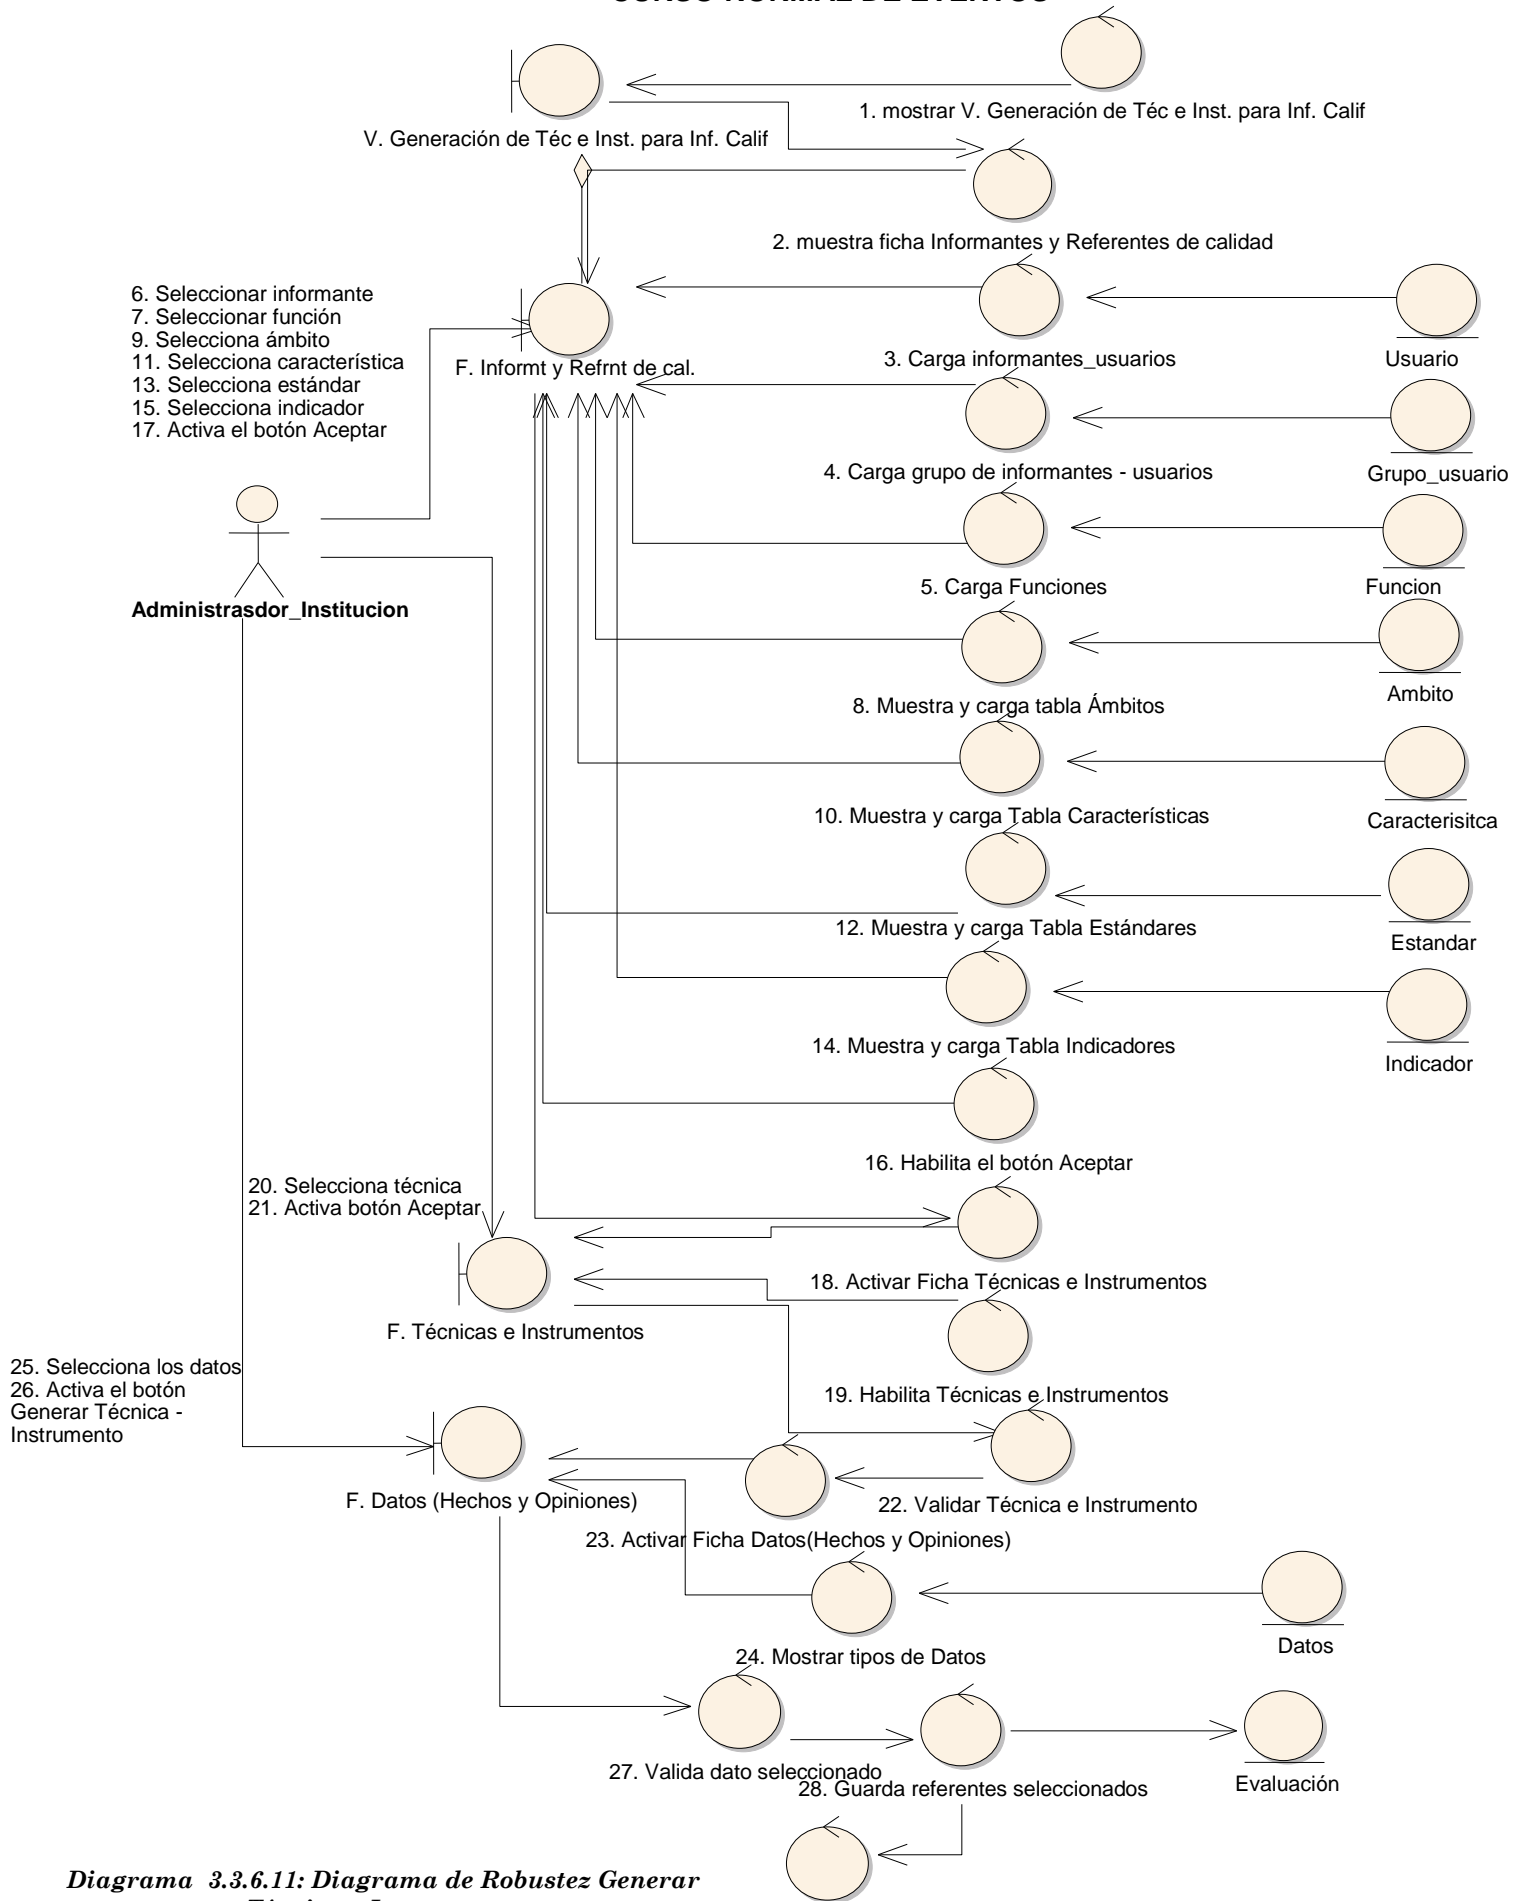 CURSO NORMAL DE EVENTOS
1. mostrar V. Generación de Téc e Inst. para Inf. Calif
V. Generación de Téc e Inst. para Inf. Calif
2. muestra ficha Informantes y Referentes de calidad
6. Seleccionar informante
7. Seleccionar función
9. Selecciona ámbito
11. Selecciona característica
13. Selecciona estándar
15. Selecciona indicador
17. Activa el botón Aceptar
F. Informt y Refrnt de cal.
3. Carga informantes_usuarios
Usuario
4. Carga grupo de informantes - usuarios
Grupo_usuario
5. Carga Funciones
Funcion
Administrasdor_Institucion
8. Muestra y carga tabla Ámbitos
Ambito
10. Muestra y carga Tabla Características
Caracterisitca
12. Muestra y carga Tabla Estándares
Estandar
14. Muestra y carga Tabla Indicadores
Indicador
16. Habilita el botón Aceptar
20. Selecciona técnica
21. Activa botón Aceptar
18. Activar Ficha Técnicas e Instrumentos
F. Técnicas e Instrumentos
19. Habilita Técnicas e Instrumentos
25. Selecciona los datos
26. Activa el botón
Generar Técnica -
Instrumento
F. Datos (Hechos y Opiniones)
22. Validar Técnica e Instrumento
23. Activar Ficha Datos(Hechos y Opiniones)
24. Mostrar tipos de Datos
Datos
27. Valida dato seleccionado
28. Guarda referentes seleccionados
Evaluación
Diagrama 3.3.6.11: Diagrama de Robustez Generar